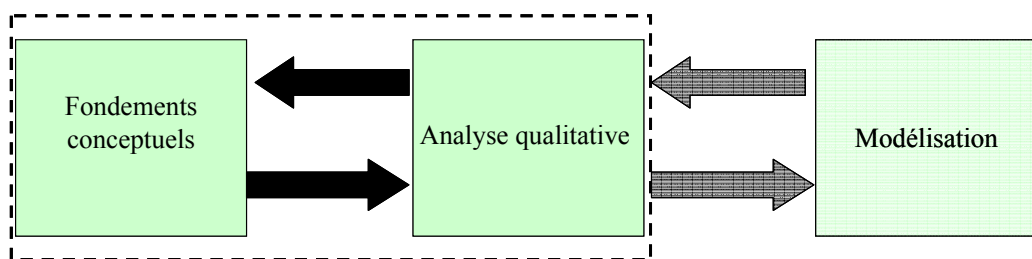 Fondements
conceptuels
Analyse qualitative
Modélisation